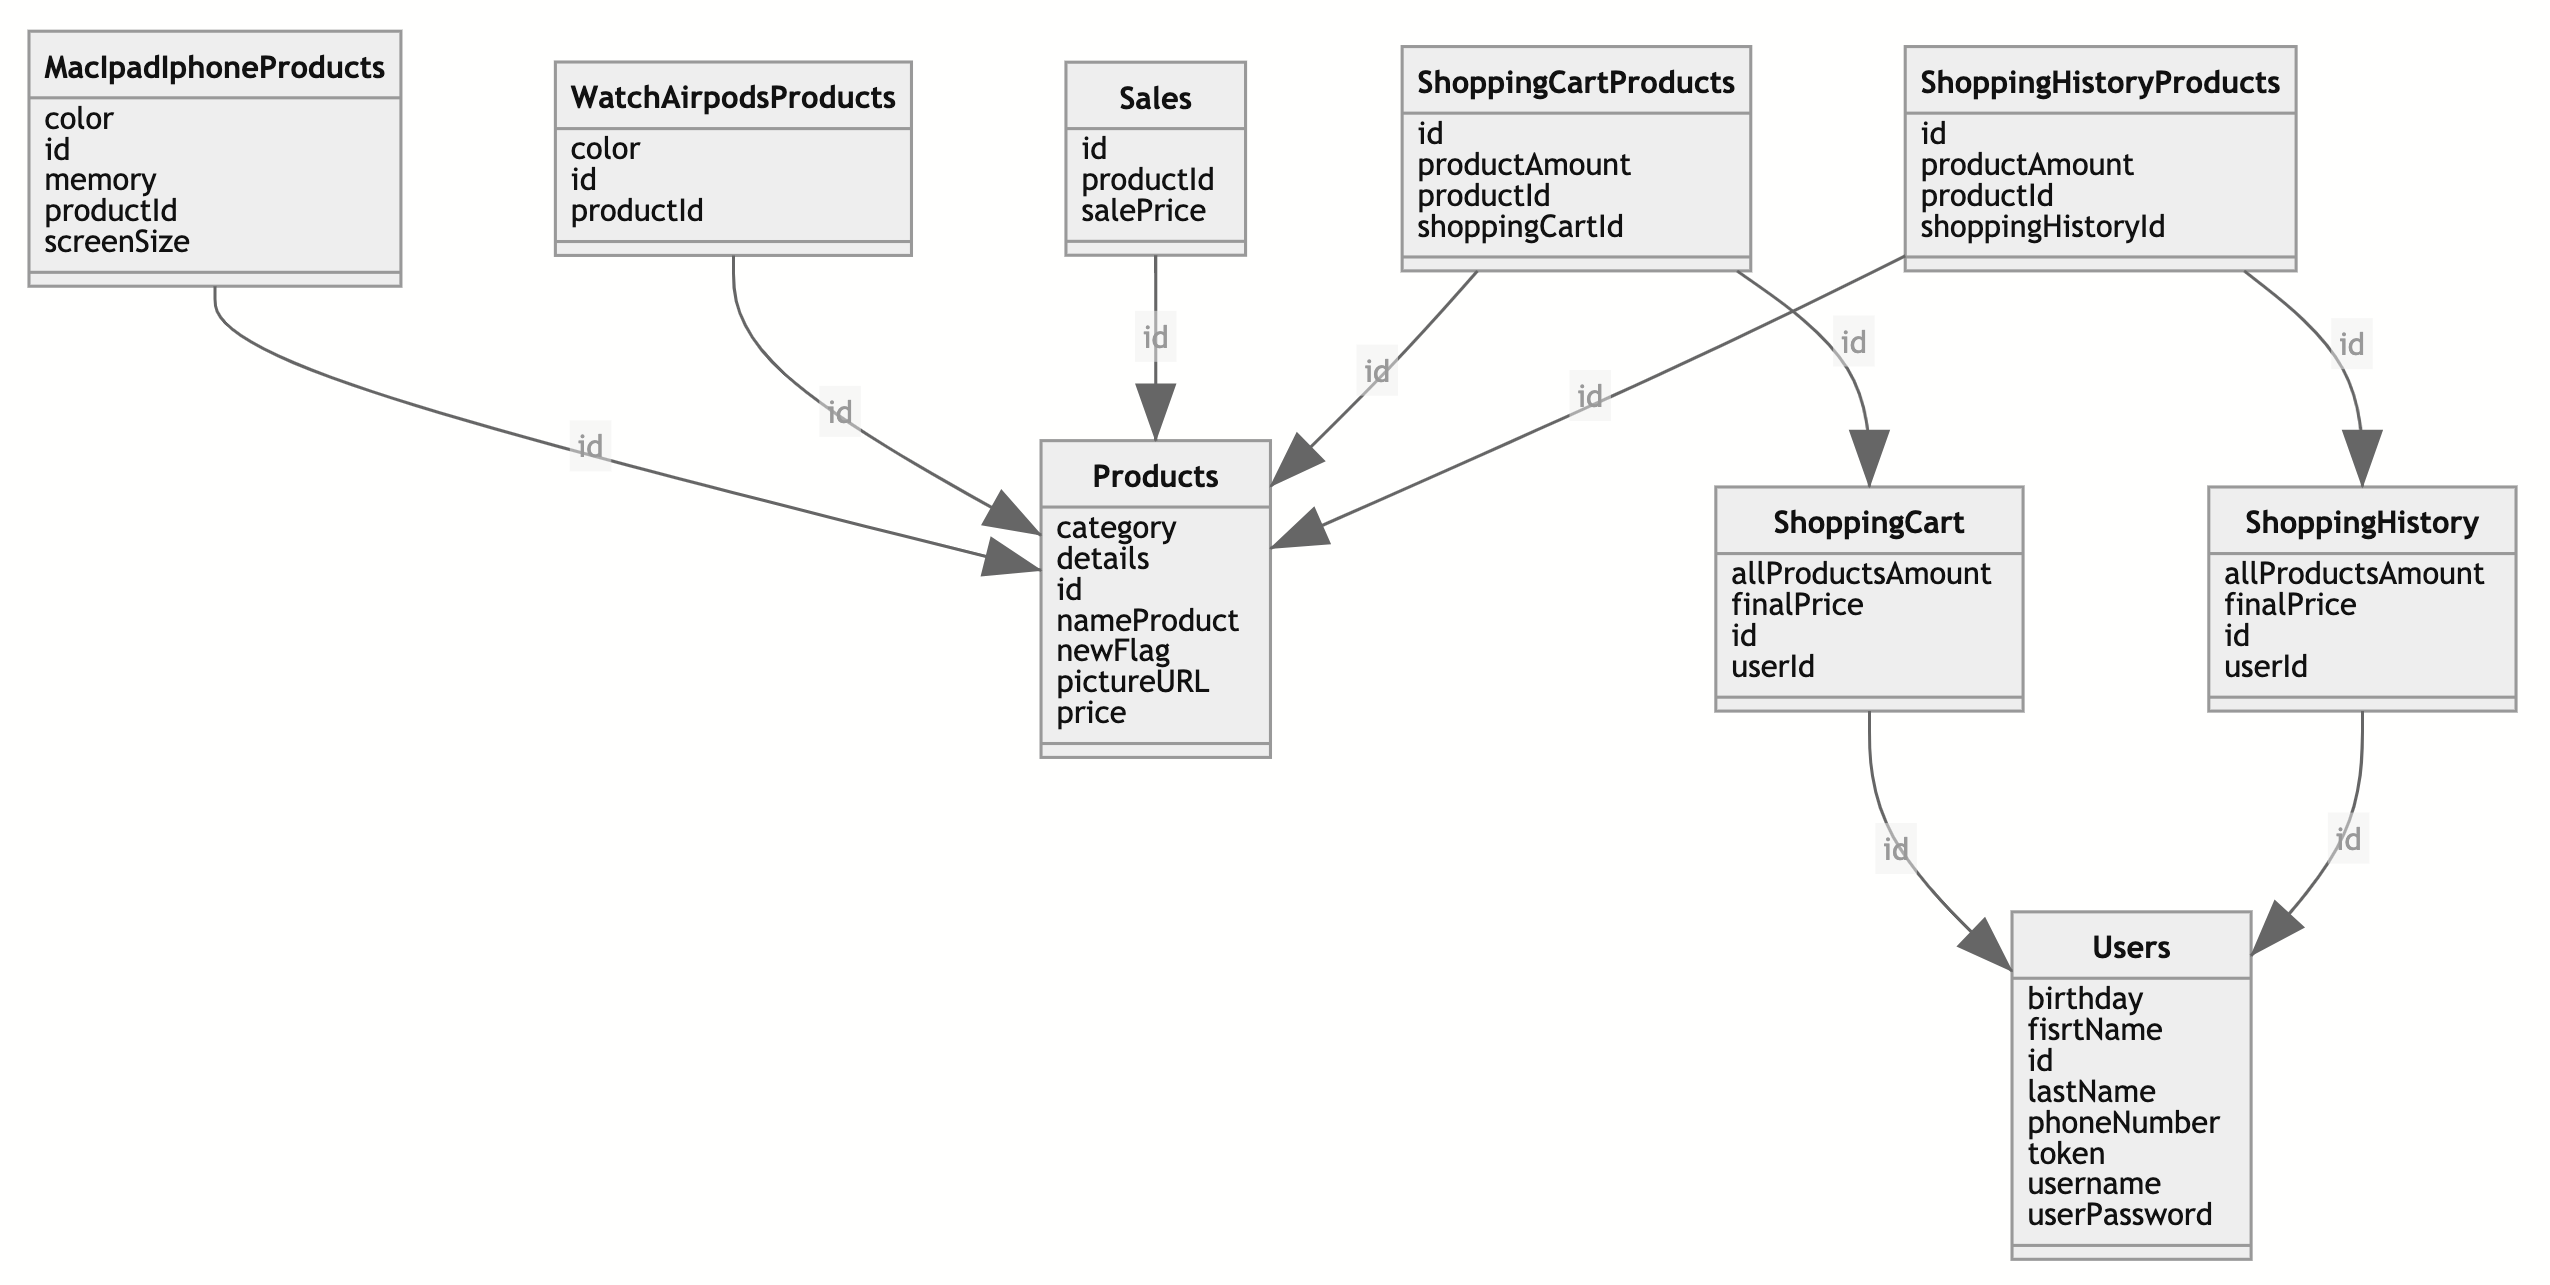 MacIpadIphoneProducts
color
id
memory
productId
screenSize
WatchAirpodsProducts
color
id
productId
Sales
id
productId
salePrice
ShoppingCartProducts
id
productAmount
productId
shoppingCartId
ShoppingHistoryProducts
id
productAmount
productId
shoppingHistoryId
id
id
id
id
id
id
id
Products
category
details
id
nameProduct
newFlag
pictureURL
price
ShoppingCart
allProductsAmount
finalPrice
id
userId
ShoppingHistory
allProductsAmount
finalPrice
id
userId
id
id
Users
birthday
fisrtName
id
lastName
phoneNumber
token
username
userPassword